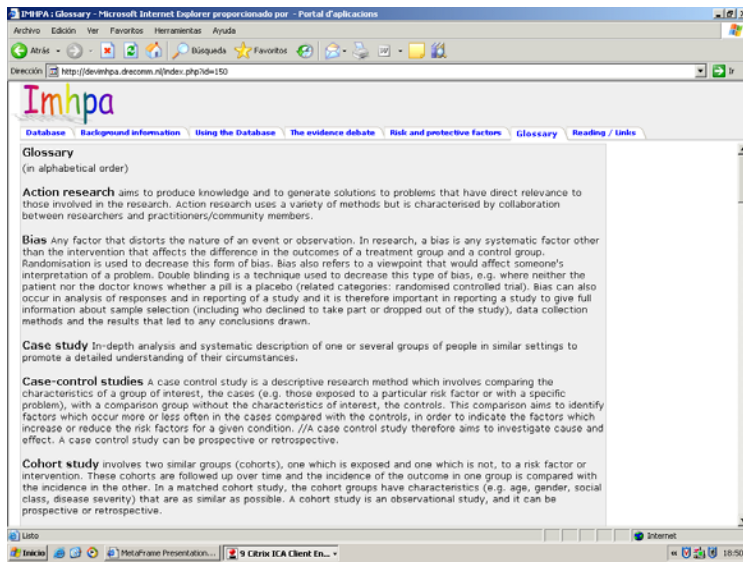 IMHPA : Glossary - Microsoft Internet Explorer proporcionado por - Portal d'aplicacions
Archivo Edición Ver Favoritos Herramientas Ayuda
Atrás Búsqueda Favoritos
Dirección http://devimhpa.drecomm.nl/index.php?id=150 Ir
Imhpa
Database Background information Using the Database The evidence debate Risk and protective factors Glossary Reading / Links
Glossary
(in alphabetical order)
Action research aims to produce knowledge and to generate solutions to problems that have direct relevance to
those involved in the research. Action research uses a variety of methods but is characterised by collaboration
between researchers and practitioners/community members.
Bias Any factor that distorts the nature of an event or observation. In research, a bias is any systematic factor other
than the intervention that affects the difference in the outcomes of a treatment group and a control group.
Randomisation is used to decrease this form of bias. Bias also refers to a viewpoint that would affect someone's
interpretation of a problem. Double blinding is a technique used to decrease this type of bias, e.g. where neither the
patient nor the doctor knows whether a pill is a placebo (related categories: randomised controlled trial). Bias can also
occur in analysis of responses and in reporting of a study and it is therefore important in reporting a study to give full
information about sample selection (including who declined to take part or dropped out of the study), data collection
methods and the results that led to any conclusions drawn.
Case study In-depth analysis and systematic description of one or several groups of people in similar settings to
promote a detailed understanding of their circumstances.
Case-control studies A case control study is a descriptive research method which involves comparing the
characteristics of a group of interest, the cases (e.g. those exposed to a particular risk factor or with a specific
problem), with a comparison group without the characteristics of interest, the controls. This comparison aims to identify
factors which occur more or less often in the cases compared with the controls, in order to indicate the factors which
increase or reduce the risk factors for a given condition. //A case control study therefore aims to investigate cause and
effect. A case control study can be prospective or retrospective.
Cohort study involves two similar groups (cohorts), one which is exposed and one which is not, to a risk factor or
intervention. These cohorts are followed up over time and the incidence of the outcome in one group is compared with
the incidence in the other. In a matched cohort study, the cohort groups have characteristics (e.g. age, gender, social
class, disease severity) that are as similar as possible. A cohort study is an observational study, and it can be
prospective or retrospective.
Listo Internet
Inicio MetaFrame Presentation... 9 Citrix ICA Client En... 18:50